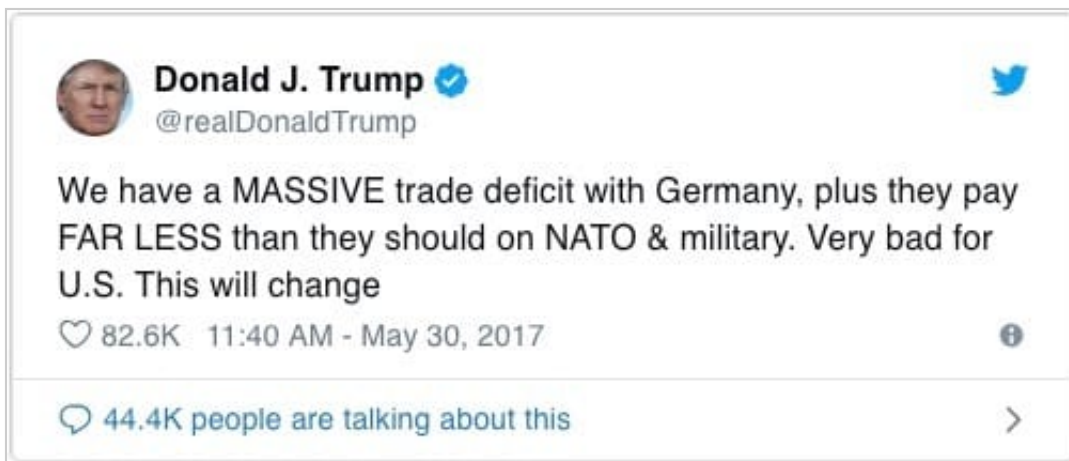 Donald J. Trump
@realDonaldTrump
We have a MASSIVE trade deficit with Germany, plus they pay
FAR LESS than they should on NATO & military. Very bad for
U.S. This will change
82.6K 11:40 AM - May 30, 2017
44.4K people are talking about this